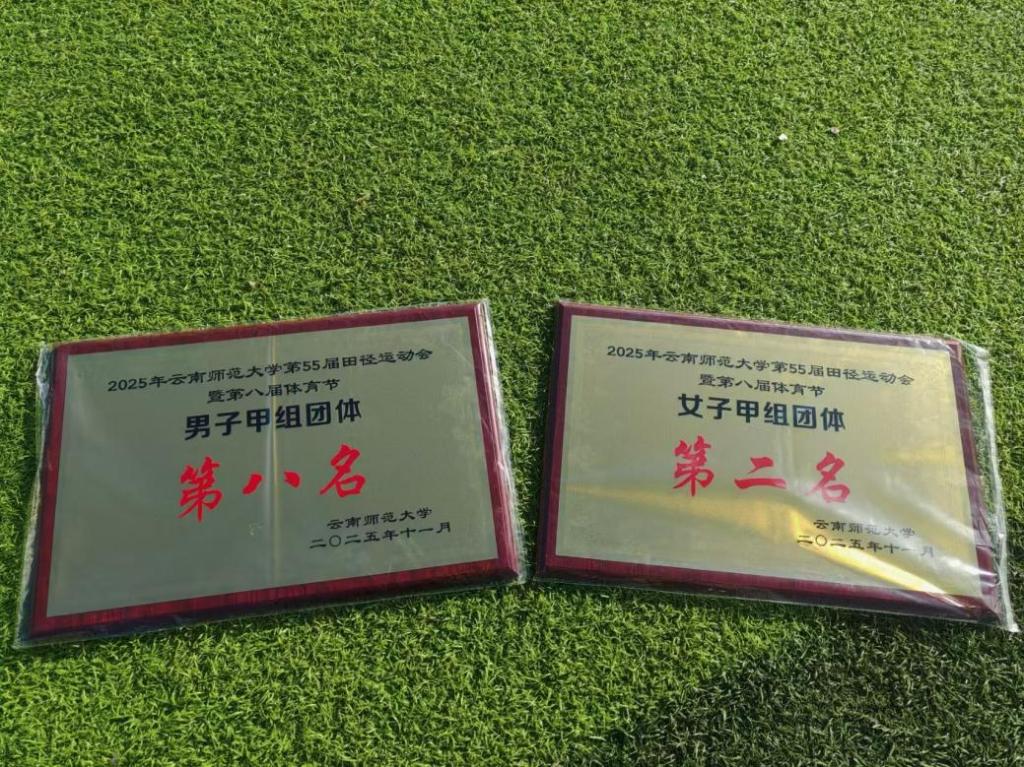 2025年云南师范大学第55届田径运动会
暨第八届体育节
男子甲组团体
第八名
云南师范大学
二〇二五年十一月
2025年云南师范大学第55届田径运动会
暨第八届体育节
女子甲组团体
第二名
云南师范大学
二〇二五年十一月